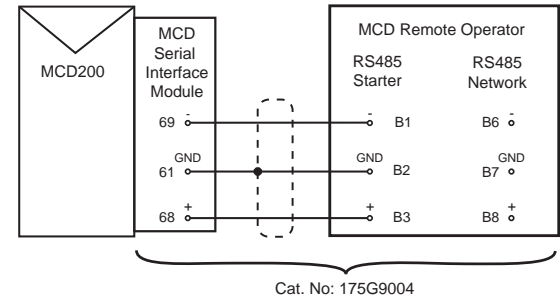 MCD200
MCD
Serial
Interface
Module
MCD Remote Operator
RS485
Starter
RS485
Network
69 -
- B1
B6 -
61 GND
GND B2
B7 GND
68 +
+ B3
B8 +
Cat. No: 175G9004